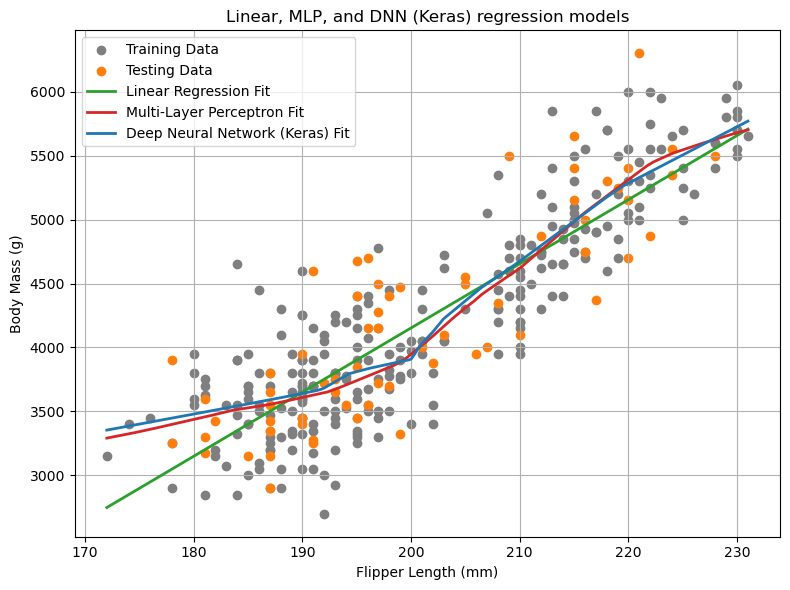 Linear, MLP, and DNN (Keras) regression models
Training Data
Testing Data
Linear Regression Fit
Multi-Layer Perceptron Fit
Deep Neural Network (Keras) Fit
Body Mass (g)
6000
5500
5000
4500
4000
3500
3000
170 180 190 200 210 220 230
Flipper Length (mm)